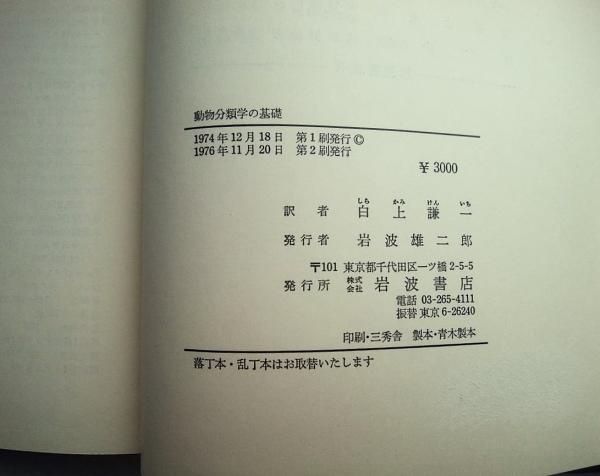 動物分類学の基礎
1974年12月18日 第1刷発行©
1976年11月20日 第2刷発行
¥3000
しら かみ けん いち
訳者 白上謙一
発行者 岩波雄二郎
〒101 東京都千代田区一ツ橋2-5-5
発行所 株式会社 岩波書店
電話 03-265-4111
振替 東京 6-26240
印刷・三秀舎 製本・青木製本
落丁本・乱丁本はお取替いたします